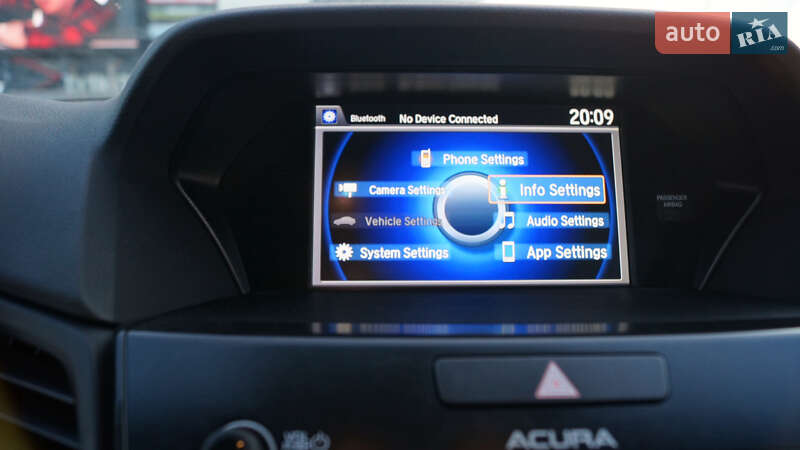 auto RIA.com
Bluetooth No Device Connected 20:09
Phone Settings
Camera Settings
Info Settings
Vehicle Settings
Audio Settings
System Settings
App Settings
PASSENGER
AIRBAG
VOL
ACURA